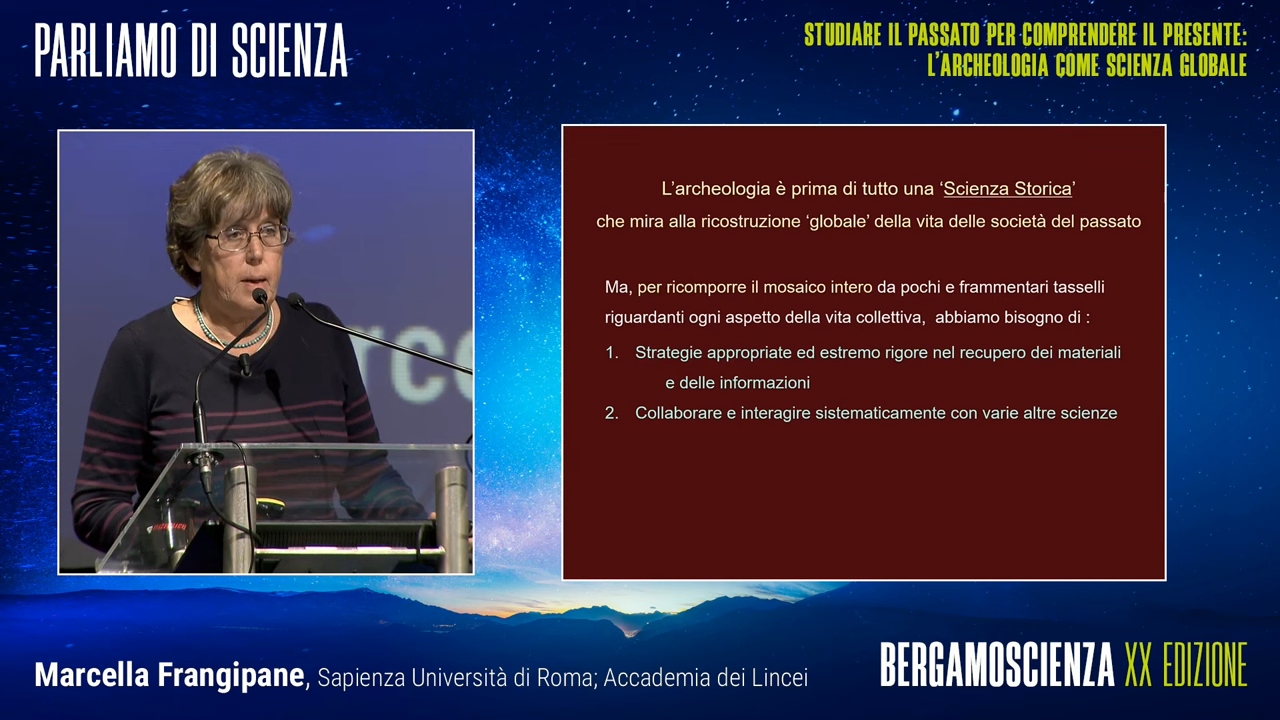 PARLIAMO DI SCIENZA
STUDIARE IL PASSATO PER COMPRENDERE IL PRESENTE:
L'ARCHEOLOGIA COME SCIENZA GLOBALE
L'archeologia è prima di tutto una 'Scienza Storica'
che mira alla ricostruzione 'globale' della vita delle società del passato
Ma, per ricomporre il mosaico intero da pochi e frammentari tasselli
riguardanti ogni aspetto della vita collettiva, abbiamo bisogno di :
1. Strategie appropriate ed estremo rigore nel recupero dei materiali
e delle informazioni
2. Collaborare e interagire sistematicamente con varie altre scienze
Marcella Frangipane, Sapienza Università di Roma; Accademia dei Lincei
BERGAMOSCIENZA XX EDIZIONE